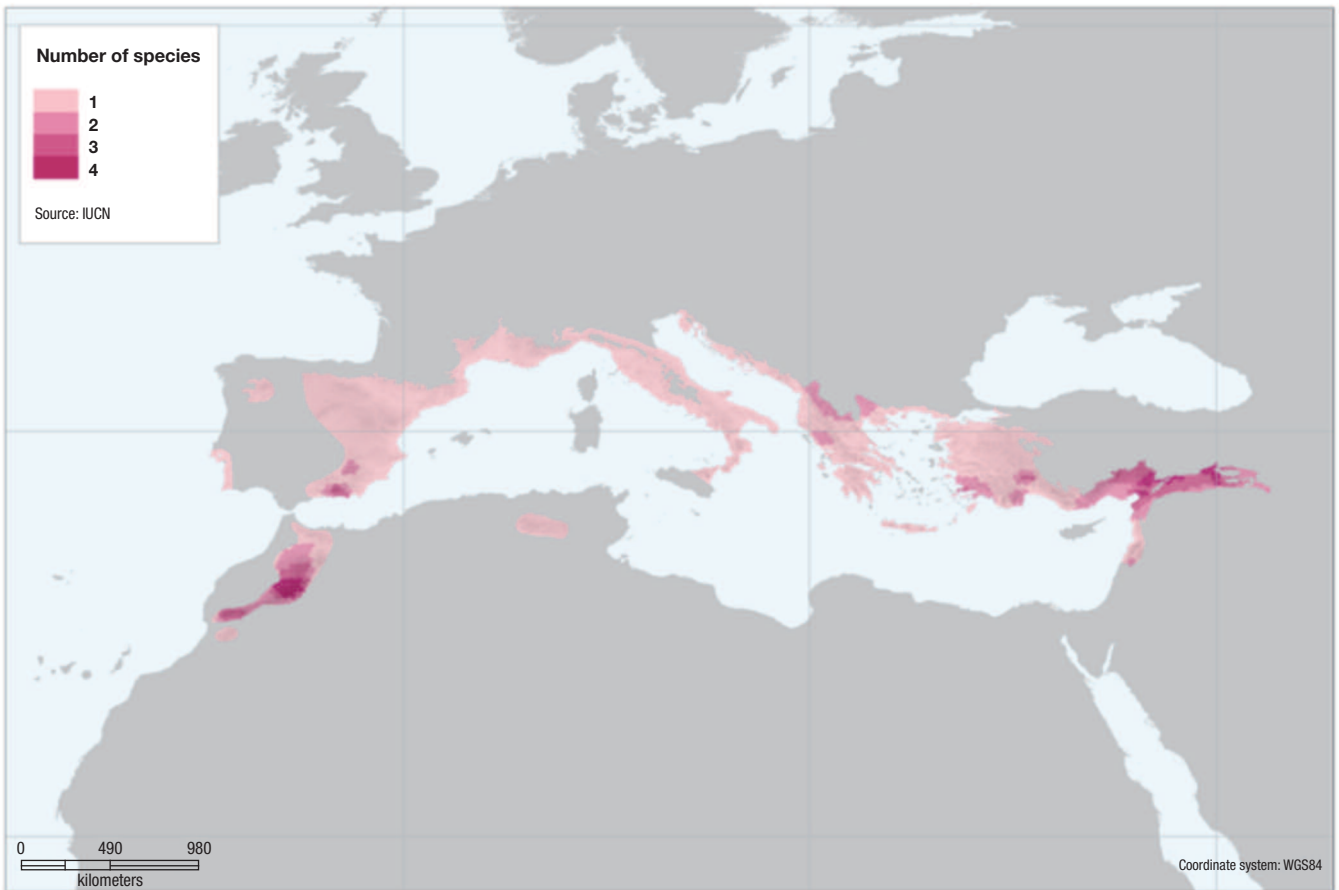 Number of species
1
2
3
4
Source: IUCN
0 490 980
kilometers
Coordinate system: WGS84